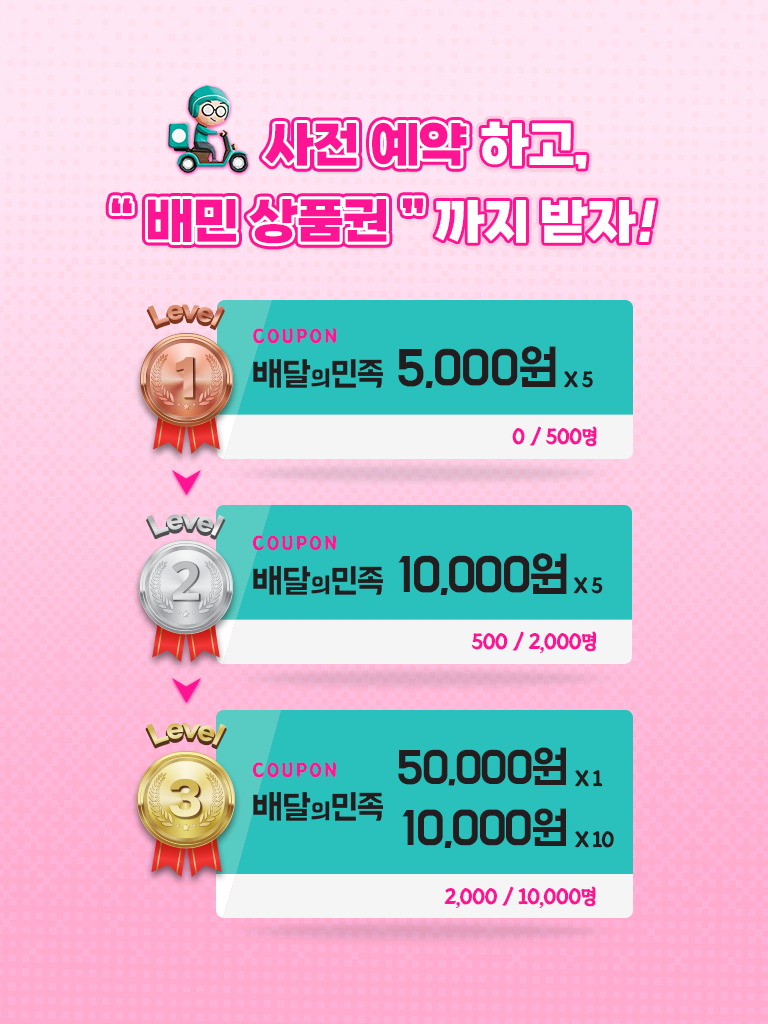 사전 예약 하고,
“ 배민 상품권 ” 까지 받자!
Level
1
COUPON
배달의민족 5,000원 X 5
0 / 500명
Level
2
COUPON
배달의민족 10,000원 X 5
500 / 2,000명
Level
3
COUPON
50,000원 X 1
배달의민족
10,000원 X 10
2,000 / 10,000명